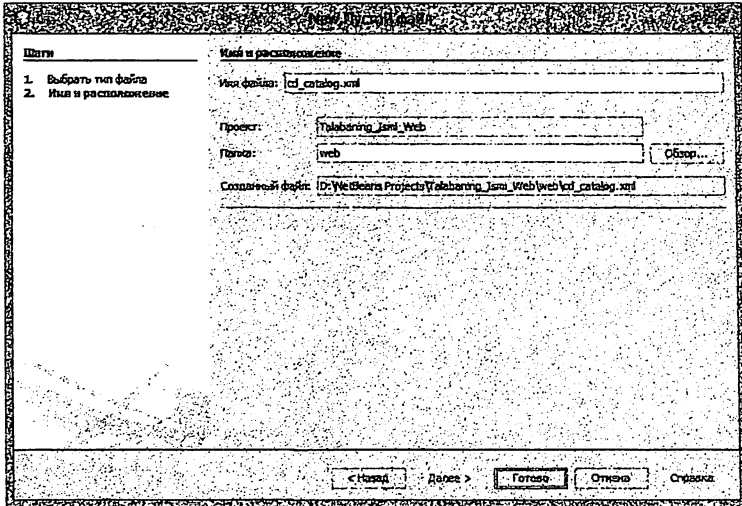 New Пустой файл
Шаги
1. Выбрать тип файла
2. Имя и расположение
Имя и расположение
Имя файла: cd_catalog.xml
Проект: Talabaning_Ismi_Web
Папка: web Обзор...
Созданный файл: D:\NetBeans Projects\Talabaning_Ismi_Web\web\cd_catalog.xml
< Назад Далее > Готово Отмена Справка